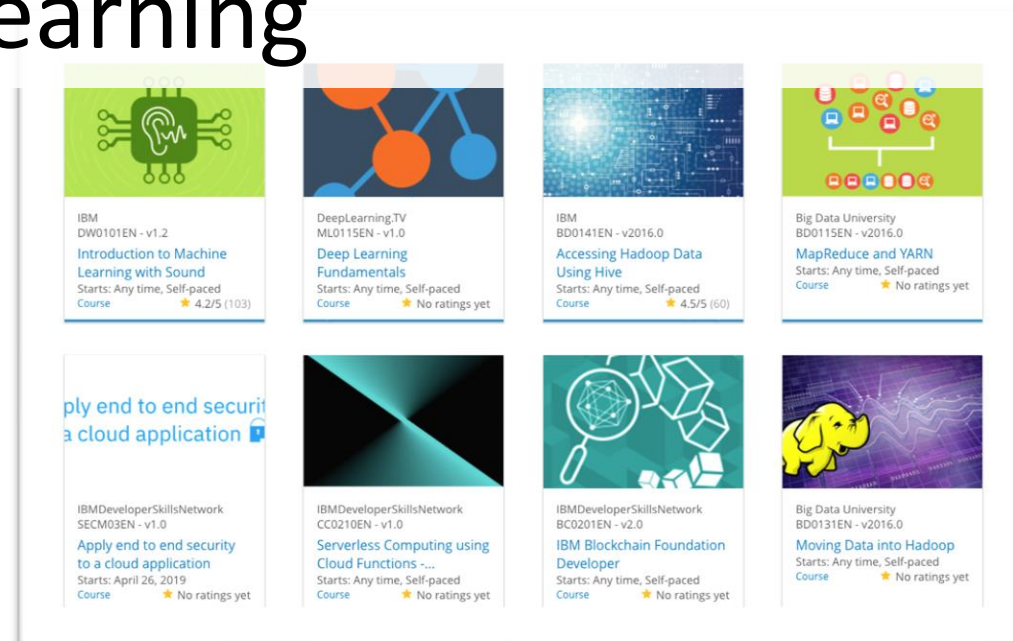 earning
IBM
DW0101EN - v1.2
Introduction to Machine
Learning with Sound
Starts: Any time, Self-paced
Course 4.2/5 (103)
DeepLearning.TV
ML0115EN - v1.0
Deep Learning
Fundamentals
Starts: Any time, Self-paced
Course No ratings yet
IBM
BD0141EN - v2016.0
Accessing Hadoop Data
Using Hive
Starts: Any time, Self-paced
Course 4.5/5 (60)
Big Data University
BD0115EN - v2016.0
MapReduce and YARN
Starts: Any time, Self-paced
Course No ratings yet
ply end to end securit
a cloud application
IBMDeveloperSkillsNetwork
SECM03EN - v1.0
Apply end to end security
to a cloud application
Starts: April 26, 2019
Course No ratings yet
IBMDeveloperSkillsNetwork
CC0210EN - v1.0
Serverless Computing using
Cloud Functions -...
Starts: Any time, Self-paced
Course No ratings yet
IBMDeveloperSkillsNetwork
BC0201EN - v2.0
IBM Blockchain Foundation
Developer
Starts: Any time, Self-paced
Course No ratings yet
Big Data University
BD0131EN - v2016.0
Moving Data into Hadoop
Starts: Any time, Self-paced
Course No ratings yet